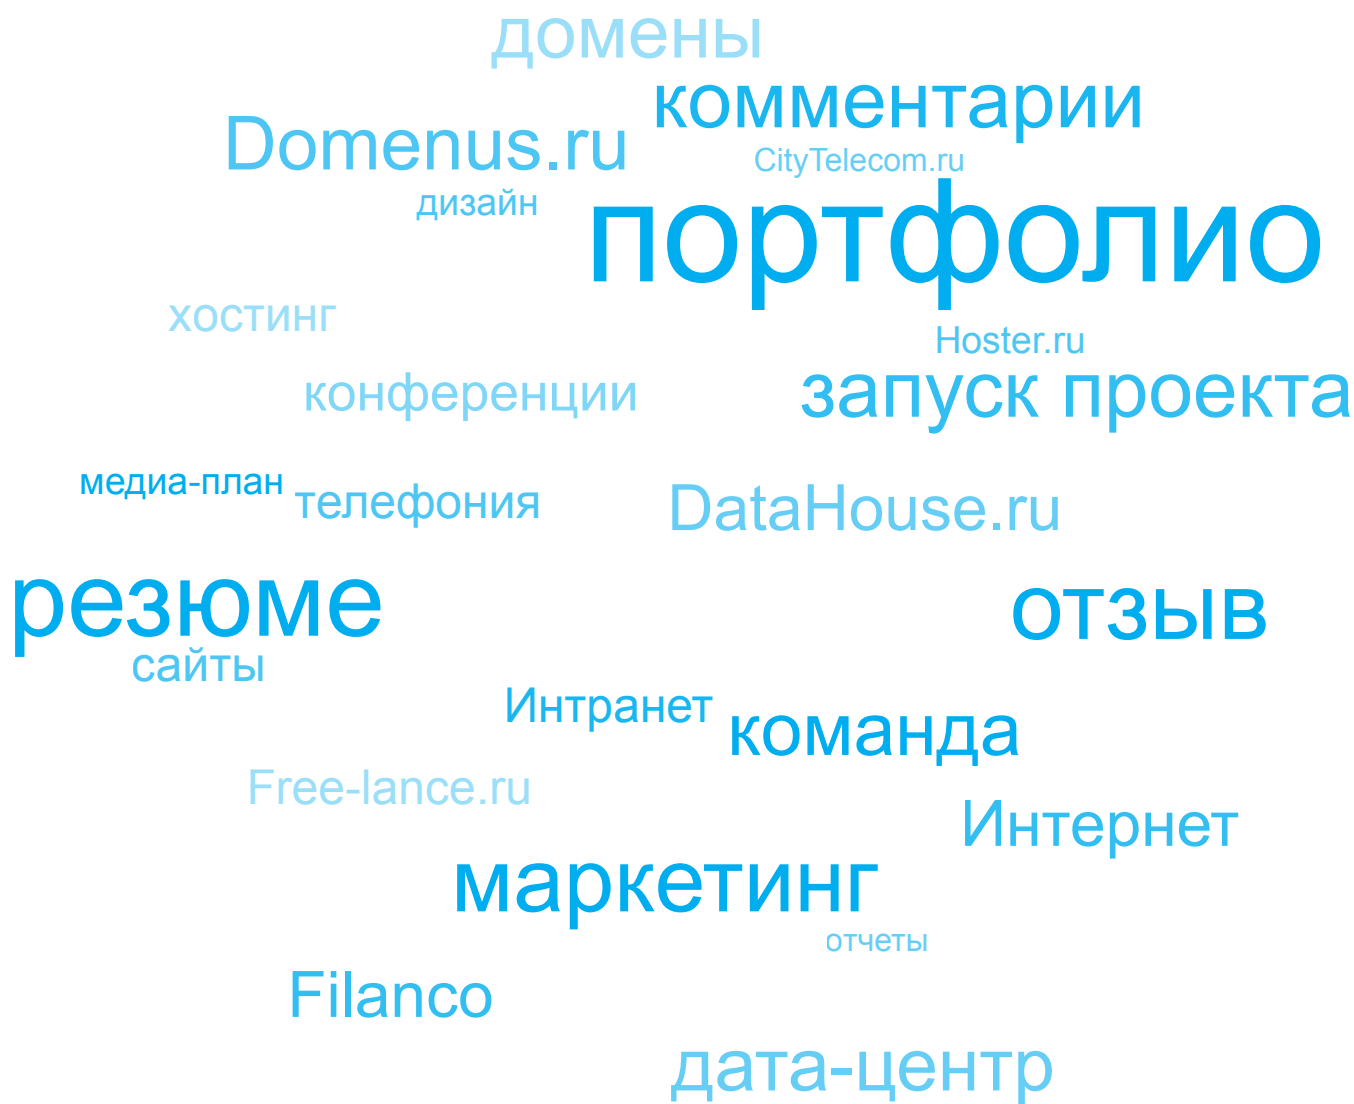 домены
комментарии
Domenus.ru
CityTelecom.ru
дизайн
портфолио
хостинг
Hoster.ru
конференции
запуск проекта
медиа-план
телефония
DataHouse.ru
резюме
отзыв
сайты
Интранет
команда
Free-lance.ru
Интернет
маркетинг
отчеты
Filanco
дата-центр